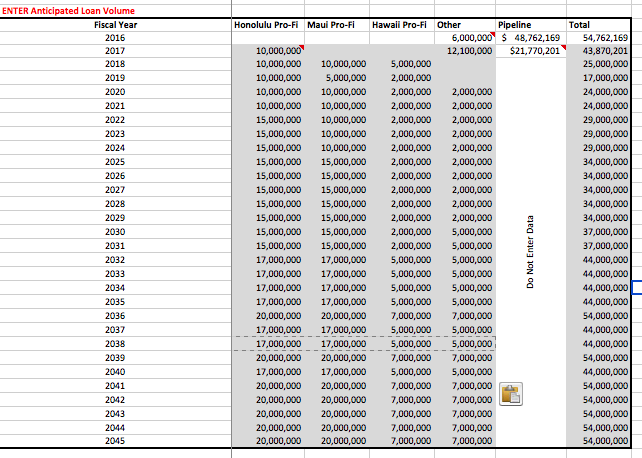 ENTER Anticipated Loan Volume
Fiscal Year Honolulu Pro-Fi Maui Pro-Fi Hawaii Pro-Fi Other Pipeline Total
2016 6,000,000 $ 48,762,169 54,762,169
2017 10,000,000 12,100,000 $21,770,201 43,870,201
2018 10,000,000 10,000,000 5,000,000 25,000,000
2019 10,000,000 5,000,000 2,000,000 17,000,000
2020 10,000,000 10,000,000 2,000,000 2,000,000 24,000,000
2021 10,000,000 10,000,000 2,000,000 2,000,000 24,000,000
2022 15,000,000 10,000,000 2,000,000 2,000,000 29,000,000
2023 15,000,000 10,000,000 2,000,000 2,000,000 29,000,000
2024 15,000,000 10,000,000 2,000,000 2,000,000 29,000,000
2025 15,000,000 15,000,000 2,000,000 2,000,000 34,000,000
2026 15,000,000 15,000,000 2,000,000 2,000,000 34,000,000
2027 15,000,000 15,000,000 2,000,000 2,000,000 34,000,000
2028 15,000,000 15,000,000 2,000,000 2,000,000 34,000,000
2029 15,000,000 15,000,000 2,000,000 2,000,000 34,000,000
2030 15,000,000 15,000,000 2,000,000 5,000,000 37,000,000
2031 15,000,000 15,000,000 2,000,000 5,000,000 37,000,000
2032 17,000,000 17,000,000 5,000,000 5,000,000 44,000,000
2033 17,000,000 17,000,000 5,000,000 5,000,000 44,000,000
2034 17,000,000 17,000,000 5,000,000 5,000,000 44,000,000
2035 17,000,000 17,000,000 5,000,000 5,000,000 44,000,000
2036 20,000,000 20,000,000 7,000,000 7,000,000 54,000,000
2037 17,000,000 17,000,000 5,000,000 5,000,000 44,000,000
2038 17,000,000 17,000,000 5,000,000 5,000,000 44,000,000
2039 20,000,000 20,000,000 7,000,000 7,000,000 54,000,000
2040 17,000,000 17,000,000 5,000,000 5,000,000 44,000,000
2041 20,000,000 20,000,000 7,000,000 7,000,000 54,000,000
2042 20,000,000 20,000,000 7,000,000 7,000,000 54,000,000
2043 20,000,000 20,000,000 7,000,000 7,000,000 54,000,000
2044 20,000,000 20,000,000 7,000,000 7,000,000 54,000,000
2045 20,000,000 20,000,000 7,000,000 7,000,000 54,000,000
Do Not Enter Data